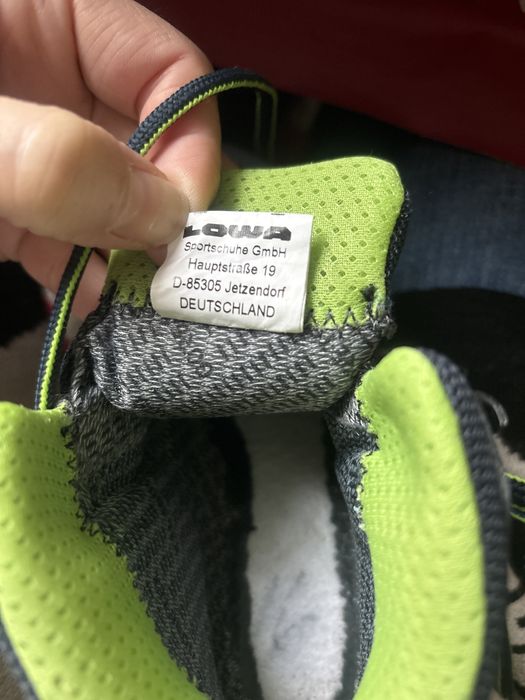 LOWA
Sportschuhe GmbH
Hauptstraße 19
D-85305 Jetzendorf
DEUTSCHLAND